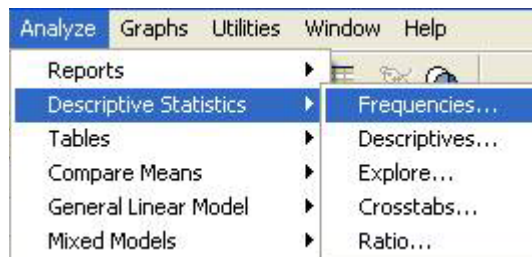 Analyze Graphs Utilities Window Help
Reports
Descriptive Statistics
Tables
Compare Means
General Linear Model
Mixed Models
Frequencies...
Descriptives...
Explore...
Crosstabs...
Ratio...